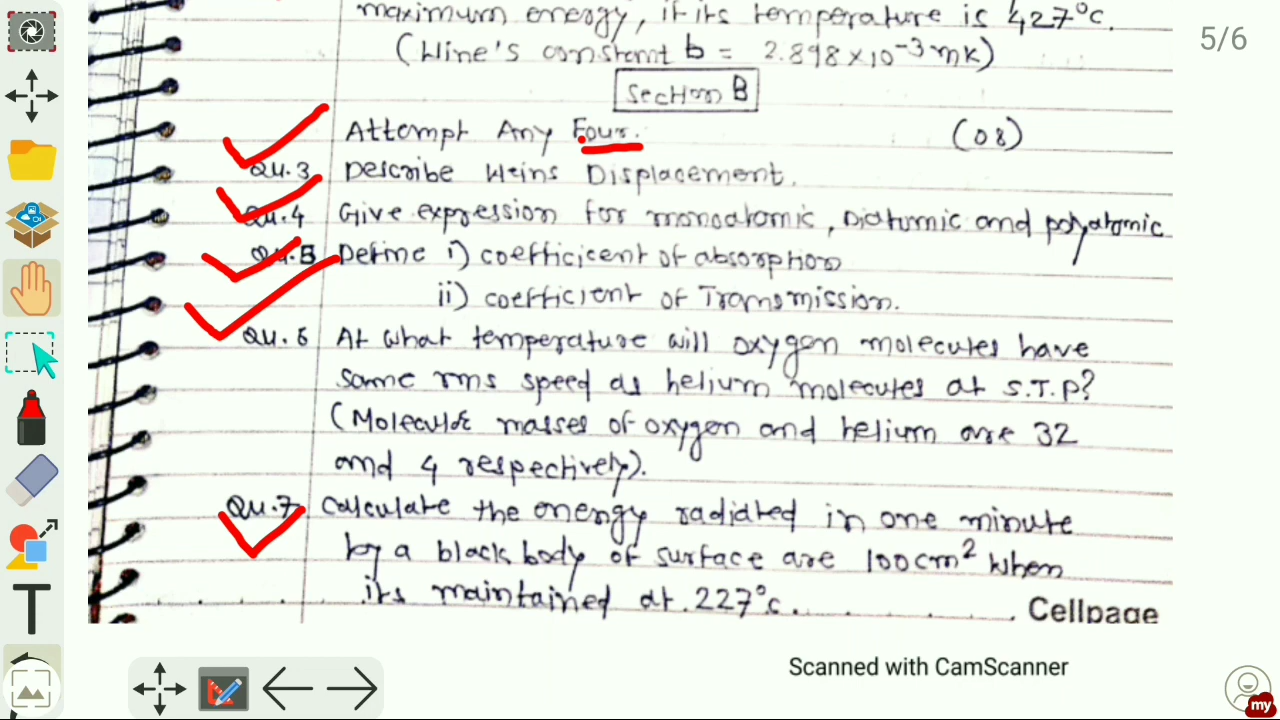 maximum energy, if its temperature is 427°c.
(Wine's constant b = 2.898×10⁻³mk)
5/6
Section B
Attempt Any Four. (08)
Qu.3 Describe Weins Displacement.
Qu.4 Give expression for monoatomic, Diatomic and polyatomic
Qu.5 Define i) coefficicent of absorption
ii) coefficient of Transmission.
Qu.6 At what temperature will oxygen molecules have
same rms speed as helium molecules at S.T.P?
(Molecular masses of oxygen and helium are 32
and 4 respectively).
Qu.7 Calculate the energy radiated in one minute
by a black body of surface are 100cm² when
its maintained at 227°c.
Cellpage
Scanned with CamScanner
T
my